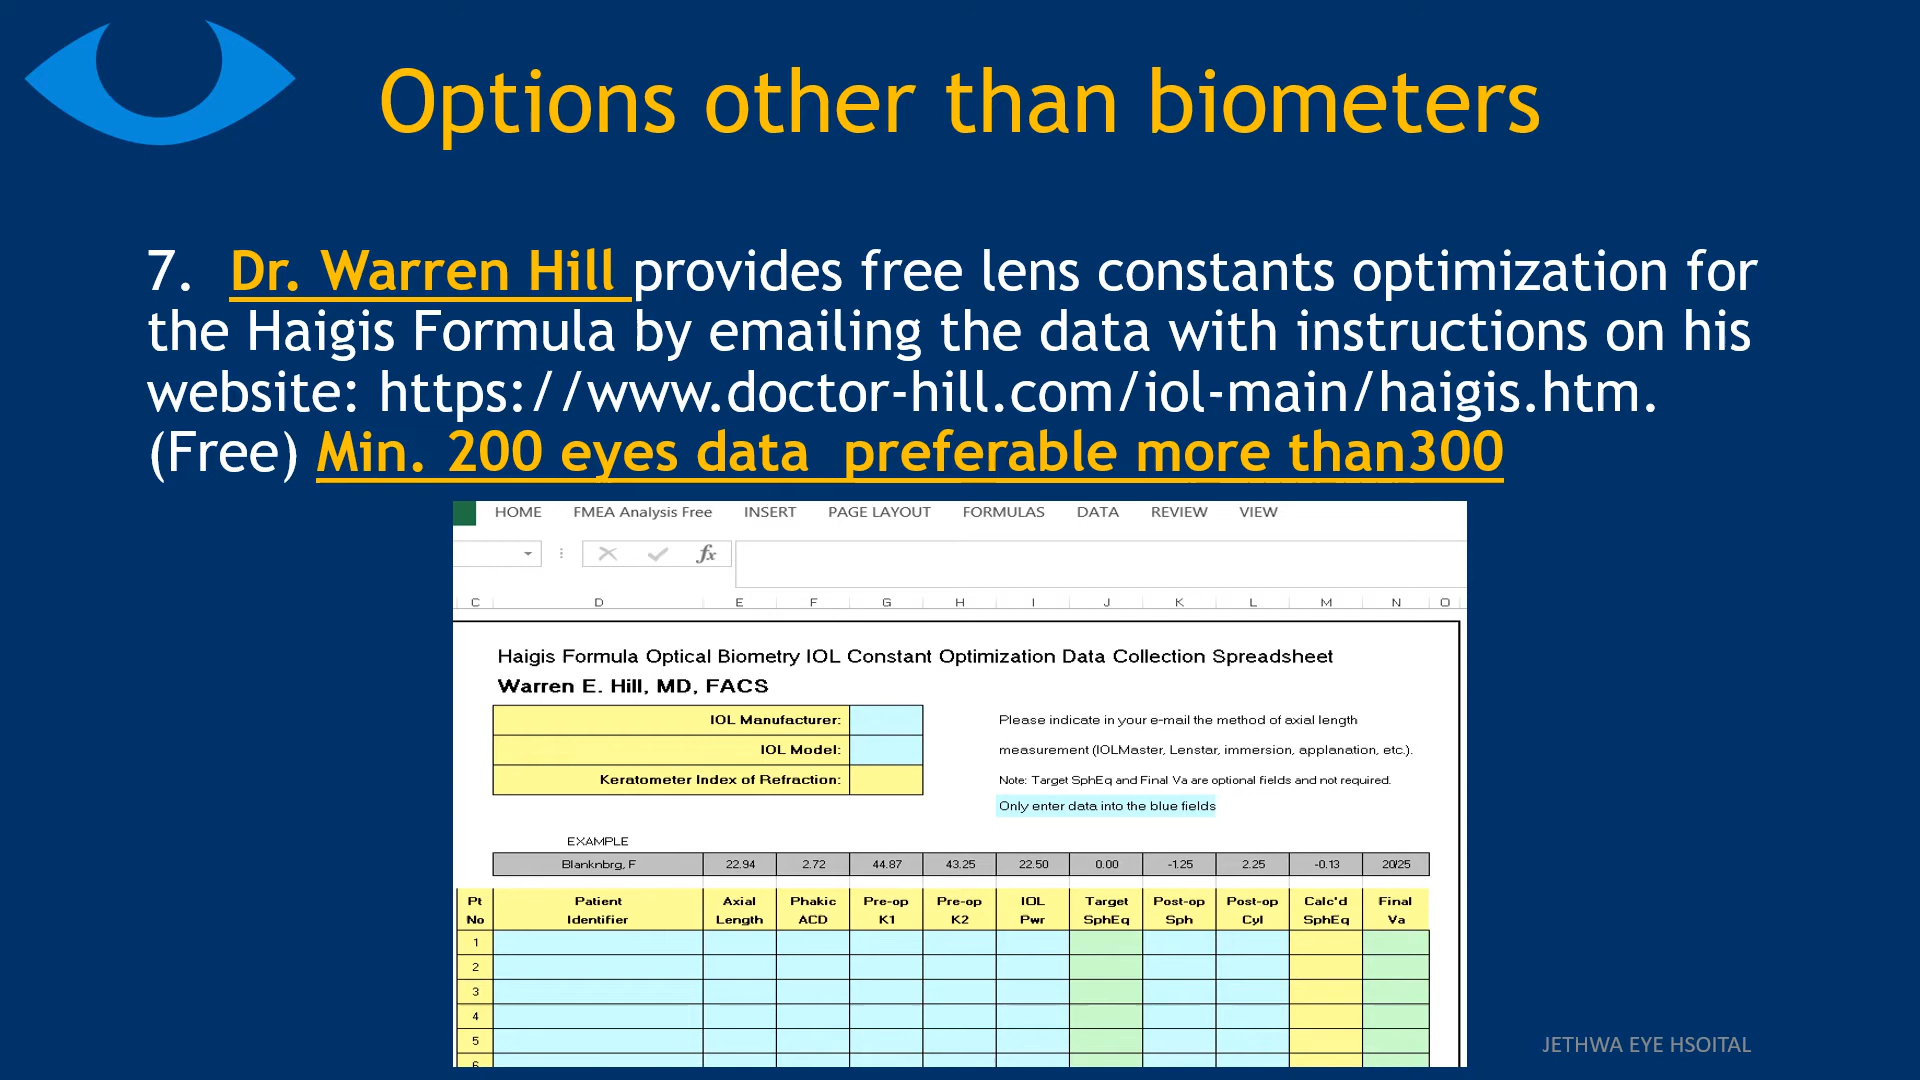 Options other than biometers
7. Dr. Warren Hill provides free lens constants optimization for
the Haigis Formula by emailing the data with instructions on his
website: https://www.doctor-hill.com/iol-main/haigis.htm.
(Free) Min. 200 eyes data preferable more than300
HOME FMEA Analysis Free INSERT PAGE LAYOUT FORMULAS DATA REVIEW VIEW
fx
C D E F G H I J K L M N O
Haigis Formula Optical Biometry IOL Constant Optimization Data Collection Spreadsheet
Warren E. Hill, MD, FACS
IOL Manufacturer:
IOL Model:
Keratometer Index of Refraction:
Please indicate in your e-mail the method of axial length
measurement (IOLMaster, Lenstar, immersion, applanation, etc.).
Note: Target SphEq and Final Va are optional fields and not required.
Only enter data into the blue fields
EXAMPLE
Blanknbrg, F 22.94 2.72 44.87 43.25 22.50 0.00 -1.25 2.25 -0.13 20/25
Pt Patient Axial Phakic Pre-op Pre-op IOL Target Post-op Post-op Calc'd Final
No Identifier Length ACD K1 K2 Pwr SphEq Sph Cyl SphEq Va
1
2
3
4
5
6
JETHWA EYE HSOITAL